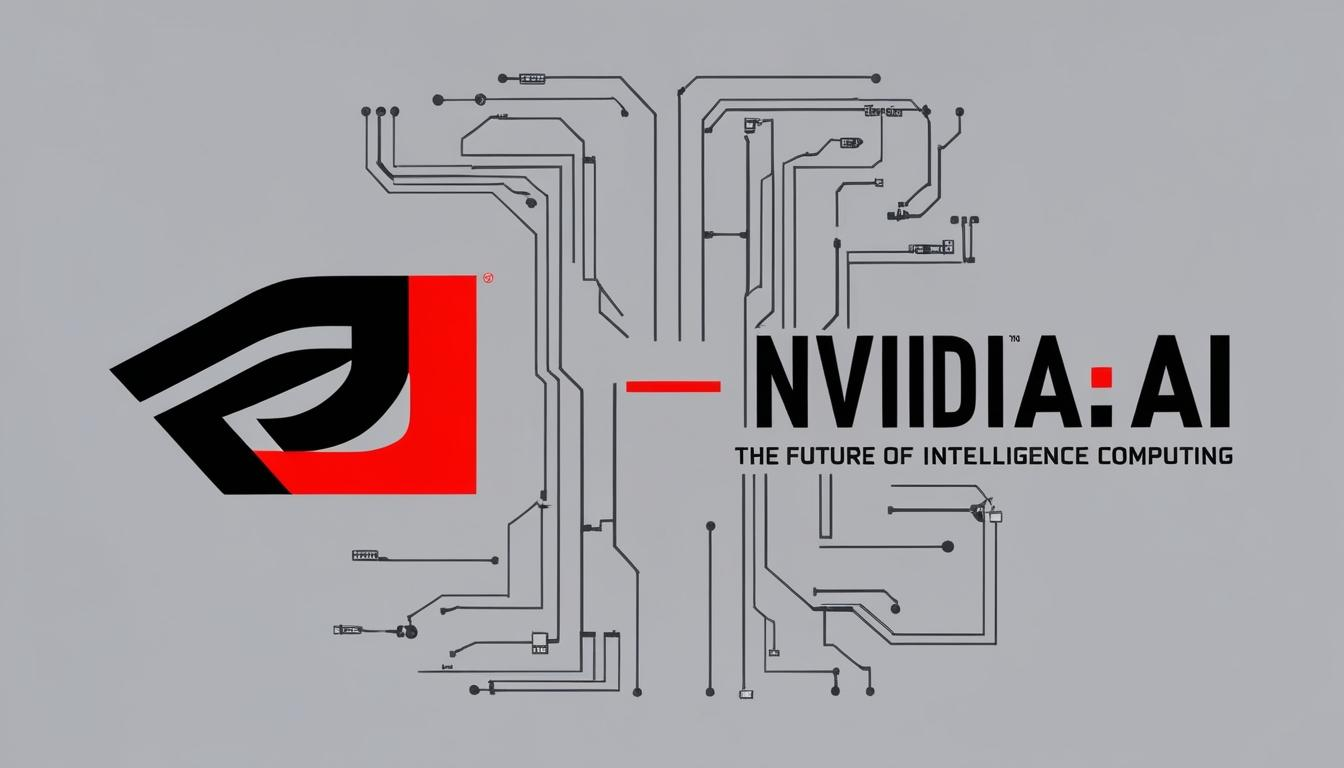 NVIIDIA: AI
THE FUTURE OF INTELLIGENCE COMPUTING